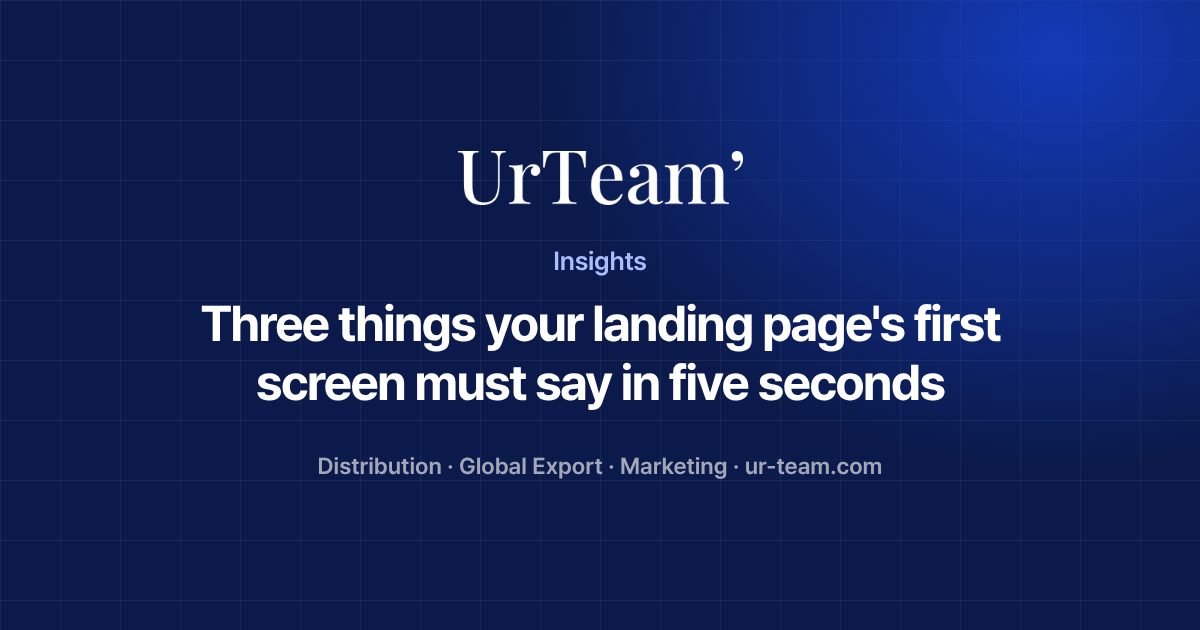 UrTeam’
Insights
Three things your landing page's first
screen must say in five seconds
Distribution · Global Export · Marketing · ur-team.com